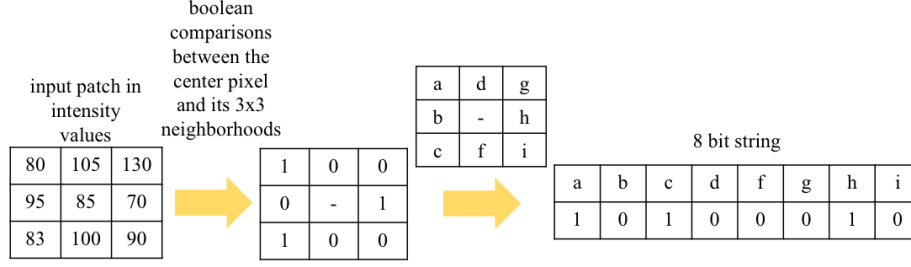 input patch in
intensity
values
80 105 130
95 85 70
83 100 90
boolean
comparisons
between the
center pixel
and its 3x3
neighborhoods
1 0 0
0 - 1
1 0 0
a d g
b - h
c f i
8 bit string
a b c d f g h i
1 0 1 0 0 0 1 0